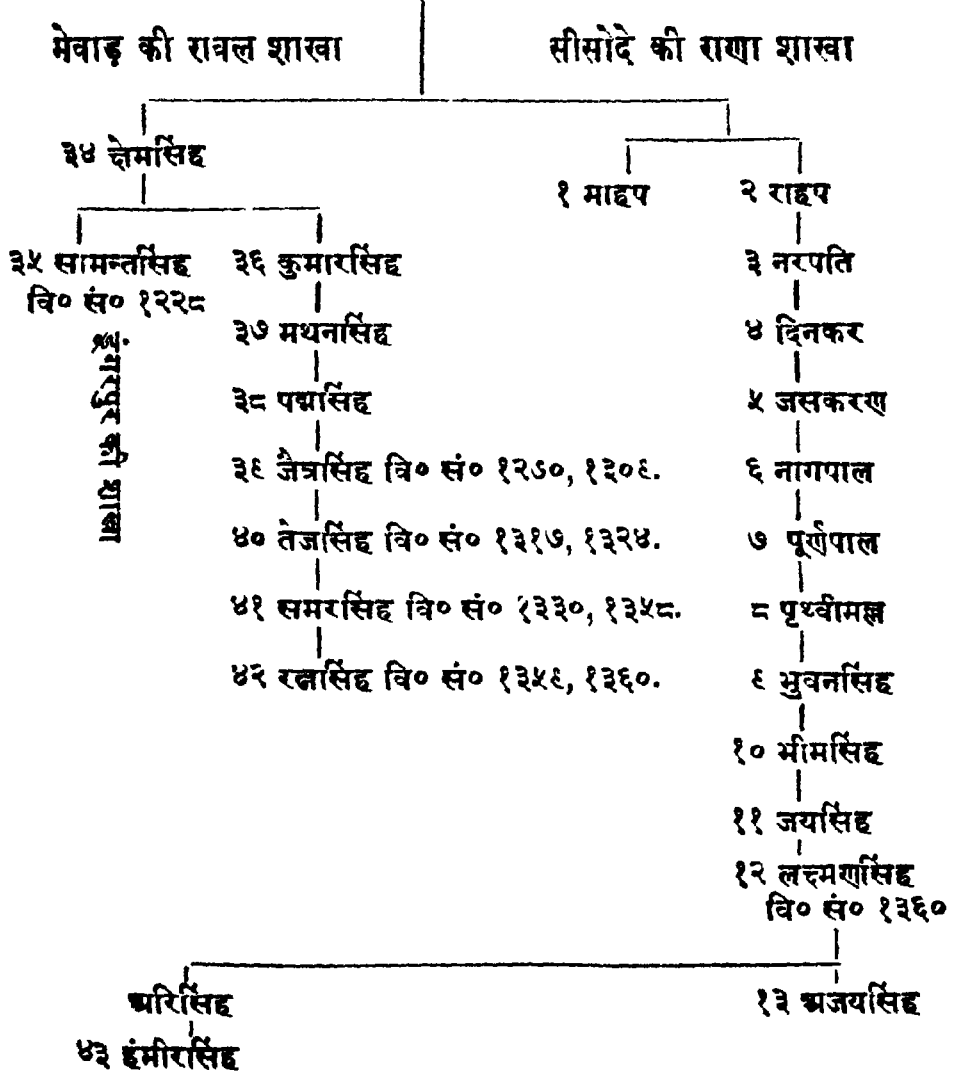 मेवाड़ की रावल शाखा
सीसोदे की राणा शाखा
३४ क्षेमसिंह
१ माहप
२ राहप
३५ सामन्तसिंह
वि० सं० १२२८
डूंगरपुर की शाखा
३६ कुमारसिंह
३७ मथनसिंह
३८ पद्मसिंह
३९ जैत्रसिंह वि० सं० १२७०, १३०९.
४० तेजसिंह वि० सं० १३१७, १३२४.
४१ समरसिंह वि० सं० १३३०, १३५८.
४२ रत्नसिंह वि० सं० १३५९, १३६०.
३ नरपति
४ दिनकर
५ जसकरण
६ नागपाल
७ पूर्णपाल
८ पृथ्वीमल्ल
९ भुवनसिंह
१० भीमसिंह
११ जयसिंह
१२ लक्ष्मणसिंह
वि० सं० १३६०
अरिसिंह
१३ अजयसिंह
४३ हंमीरसिंह